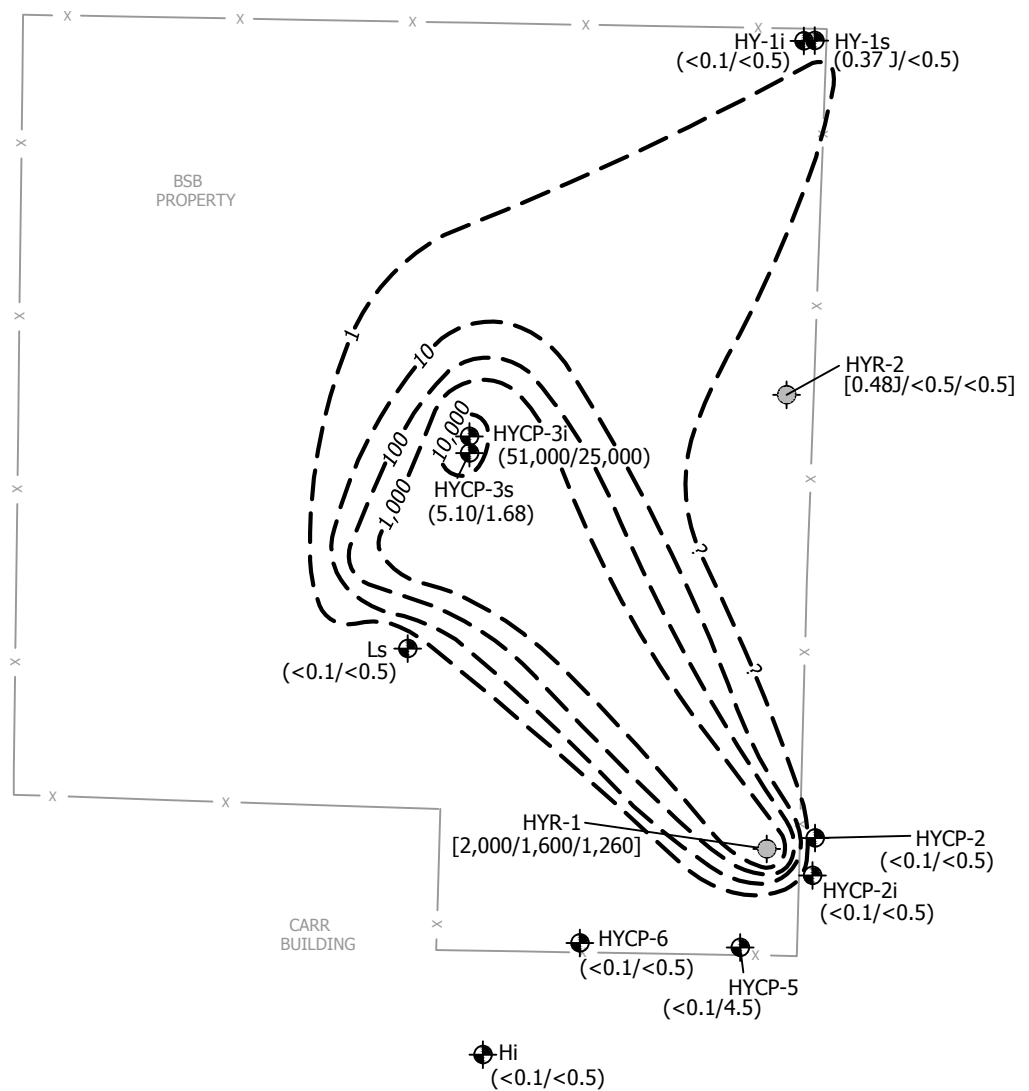 HY-1i
(<0.1/<0.5)
HY-1s
(0.37 J/<0.5)
BSB
PROPERTY
1
10
HYR-2
[0.48J/<0.5/<0.5]
10,000
HYCP-3i
(51,000/25,000)
100
HYCP-3s
(5.10/1.68)
1,000
?
Ls
(<0.1/<0.5)
?
HYR-1
[2,000/1,600/1,260]
HYCP-2
(<0.1/<0.5)
HYCP-2i
(<0.1/<0.5)
CARR
BUILDING
HYCP-6
(<0.1/<0.5)
HYCP-5
(<0.1/4.5)
Hi
(<0.1/<0.5)